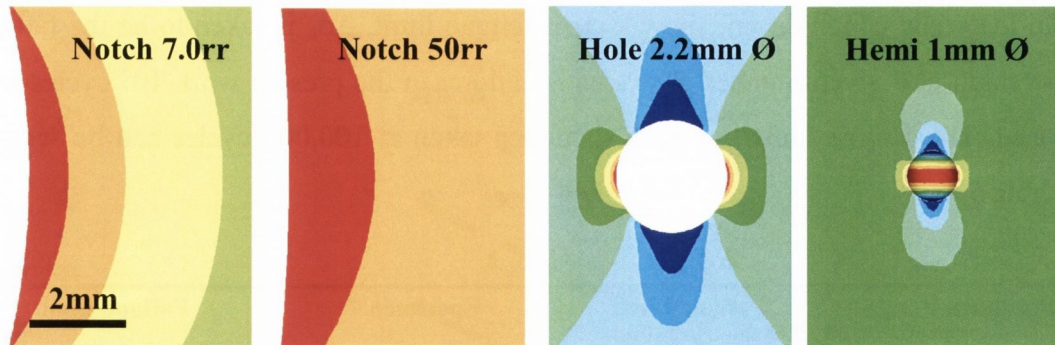 Notch 7.0rr
Notch 50rr
Hole 2.2mm Ø
Hemi 1mm Ø
2mm